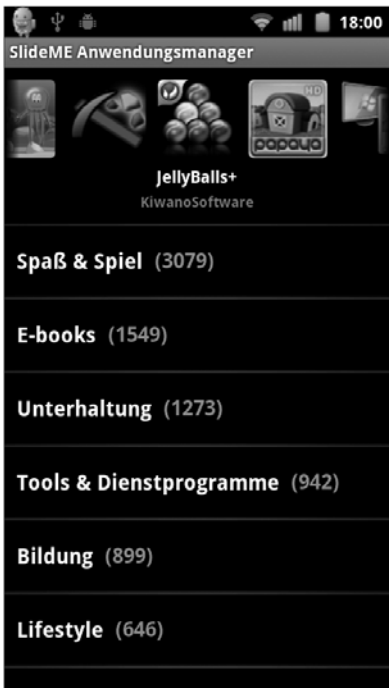 18:00
SlideME Anwendungsmanager
HD
papaya
JellyBalls+
KiwanoSoftware
Spaß & Spiel (3079)
E-books (1549)
Unterhaltung (1273)
Tools & Dienstprogramme (942)
Bildung (899)
Lifestyle (646)